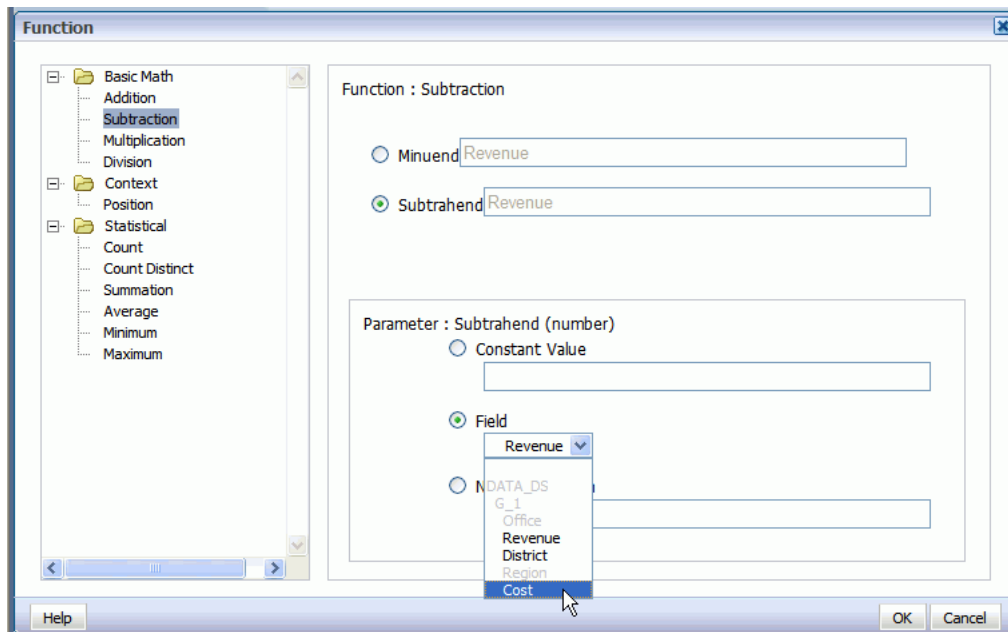 Function
Basic Math
Addition
Subtraction
Multiplication
Division
Context
Position
Statistical
Count
Count Distinct
Summation
Average
Minimum
Maximum
Function : Subtraction
Minuend Revenue
Subtrahend Revenue
Parameter : Subtrahend (number)
Constant Value
Field
Revenue
DATA_DS
G_1
Office
Revenue
District
Region
Cost
Help
OK Cancel